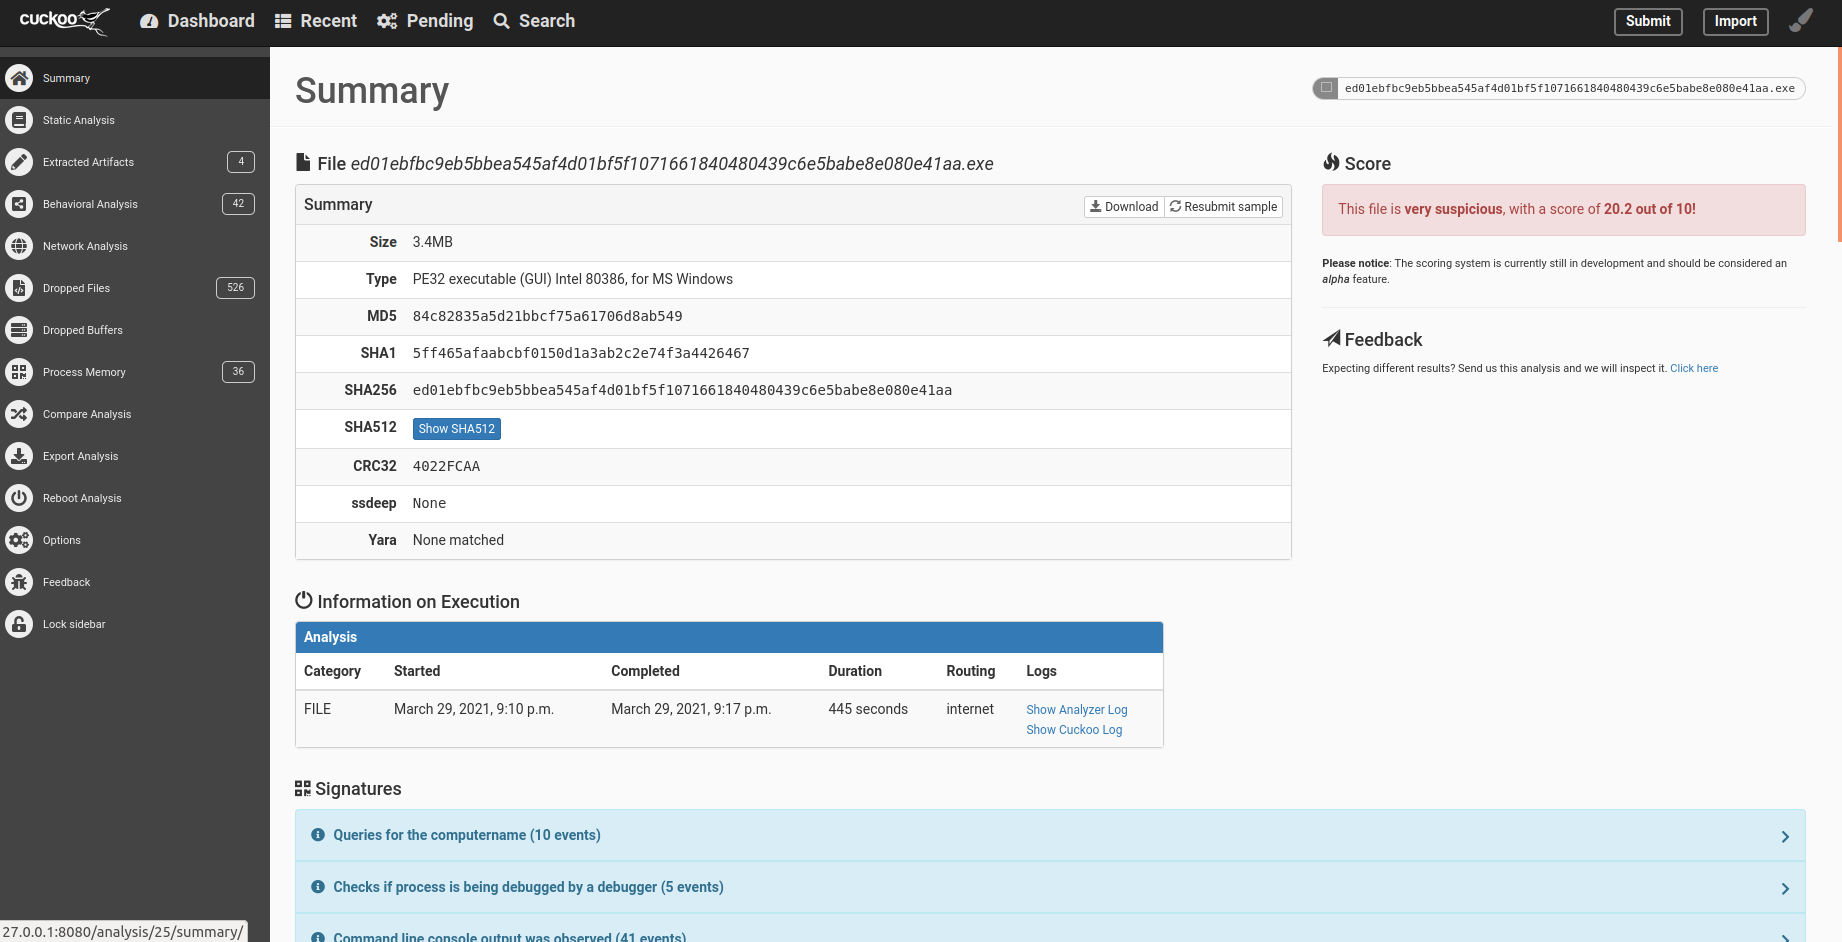 cuckoo Dashboard Recent Pending Search Submit Import
Summary
Static Analysis
Extracted Artifacts 4
Behavioral Analysis 42
Network Analysis
Dropped Files 526
Dropped Buffers
Process Memory 36
Compare Analysis
Export Analysis
Reboot Analysis
Options
Feedback
Lock sidebar
27.0.0.1:8080/analysis/25/summary/
Summary
ed01ebfbc9eb5bbea545af4d01bf5f1071661840480439c6e5babe8e080e41aa.exe
File ed01ebfbc9eb5bbea545af4d01bf5f1071661840480439c6e5babe8e080e41aa.exe
Summary Download Resubmit sample
Size 3.4MB
Type PE32 executable (GUI) Intel 80386, for MS Windows
MD5 84c82835a5d21bbcf75a61706d8ab549
SHA1 5ff465afaabcbf0150d1a3ab2c2e74f3a4426467
SHA256 ed01ebfbc9eb5bbea545af4d01bf5f1071661840480439c6e5babe8e080e41aa
SHA512 Show SHA512
CRC32 4022FCAA
ssdeep None
Yara None matched
Score
This file is very suspicious, with a score of 20.2 out of 10!
Please notice: The scoring system is currently still in development and should be considered an
alpha feature.
Feedback
Expecting different results? Send us this analysis and we will inspect it. Click here
Information on Execution
Analysis
Category Started Completed Duration Routing Logs
FILE March 29, 2021, 9:10 p.m. March 29, 2021, 9:17 p.m. 445 seconds internet Show Analyzer Log
Show Cuckoo Log
Signatures
Queries for the computername (10 events)
Checks if process is being debugged by a debugger (5 events)
Command line console output was observed (41 events)